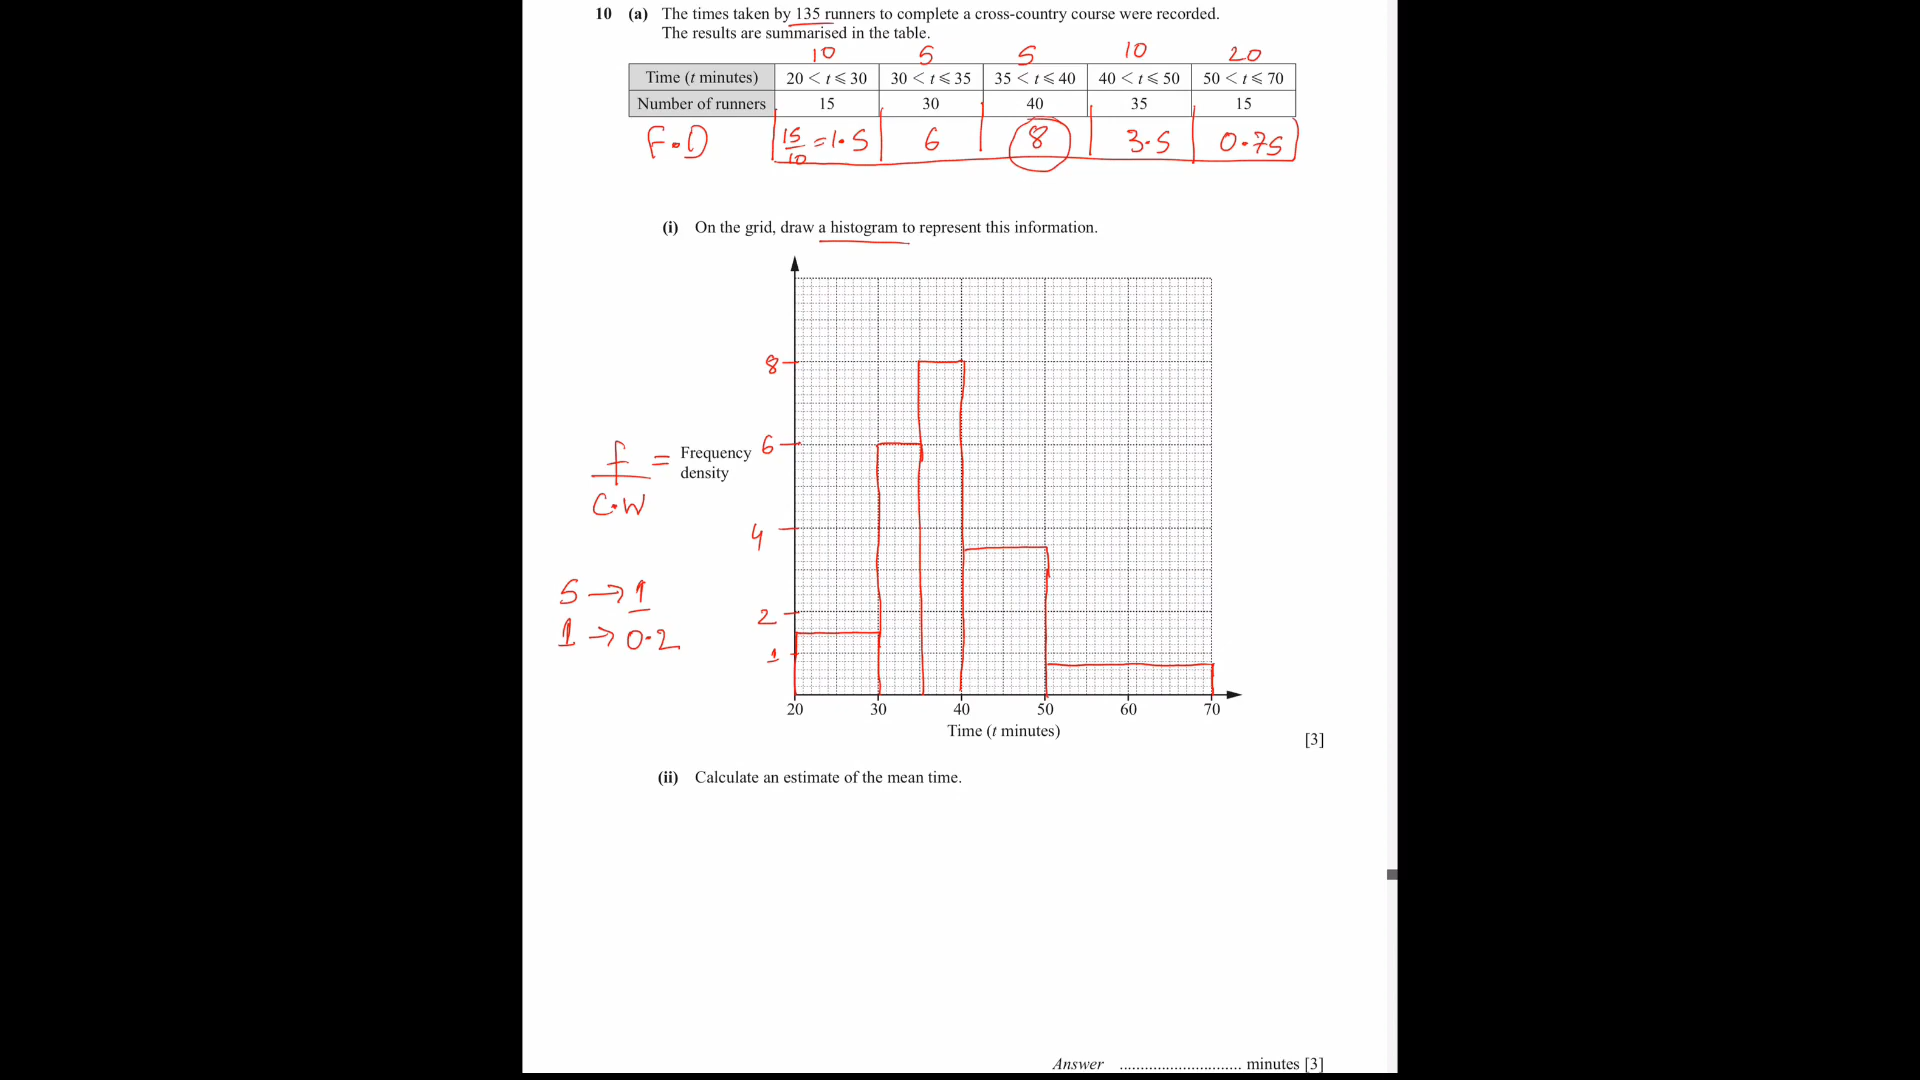 10 (a) The times taken by 135 runners to complete a cross-country course were recorded.
The results are summarised in the table.
10 5 5 10 20
Time (t minutes) 20 < t ⩽ 30 30 < t ⩽ 35 35 < t ⩽ 40 40 < t ⩽ 50 50 < t ⩽ 70
Number of runners 15 30 40 35 15
F.D 15/10 = 1.5 6 8 3.5 0.75
(i) On the grid, draw a histogram to represent this information.
8
6
f/C.W = Frequency density
4
5 → 1
2
1 → 0.2
1
20 30 40 50 60 70
Time (t minutes)
[3]
(ii) Calculate an estimate of the mean time.
Answer .............................. minutes [3]